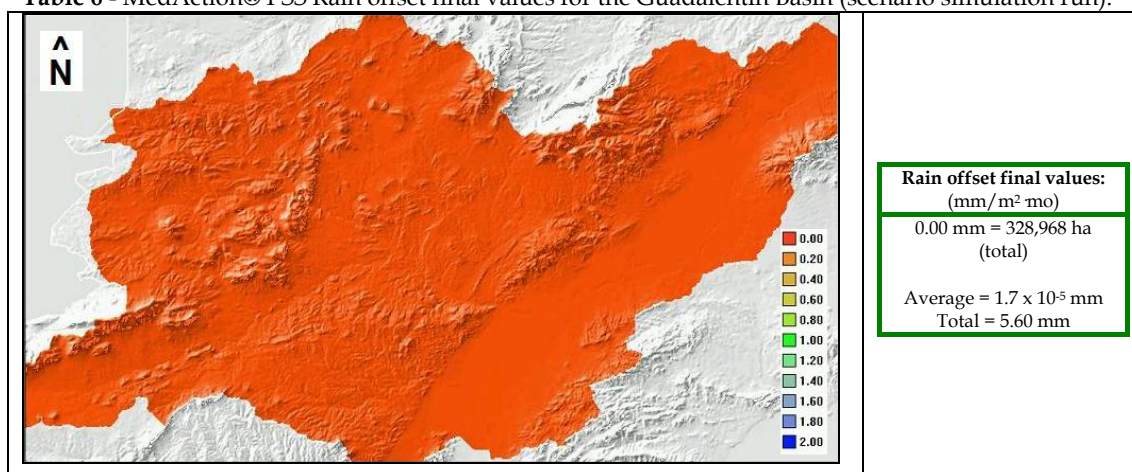 Table 6 - MedAction® PSS Rain offset final values for the Guadalentín Basin (scenario simulation run).
^
N
0.00
0.20
0.40
0.60
0.80
1.00
1.20
1.40
1.60
1.80
2.00
Rain offset final values:
(mm/m² mo)
0.00 mm = 328,968 ha
(total)
Average = 1.7 x 10⁻⁵ mm
Total = 5.60 mm